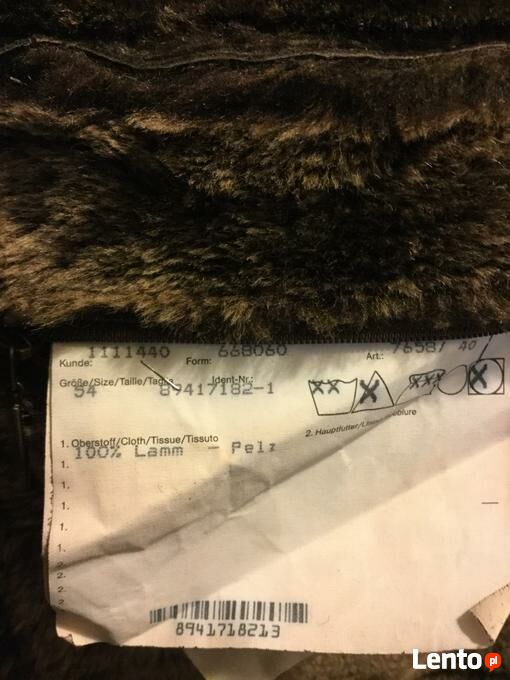 Kunde: 1111440 Form: 668060 Art.: 76587 40
Größe/Size/Taille/Taglia Ident-Nr.:
54 89417182-1
1. Oberstoff/Cloth/Tissue/Tissuto
100% Lamm - Pelz
2. Hauptfutter/
1.
1.
1.
1.
1.
1.
2.
2.
2.
2
8941718213
Lento.pl